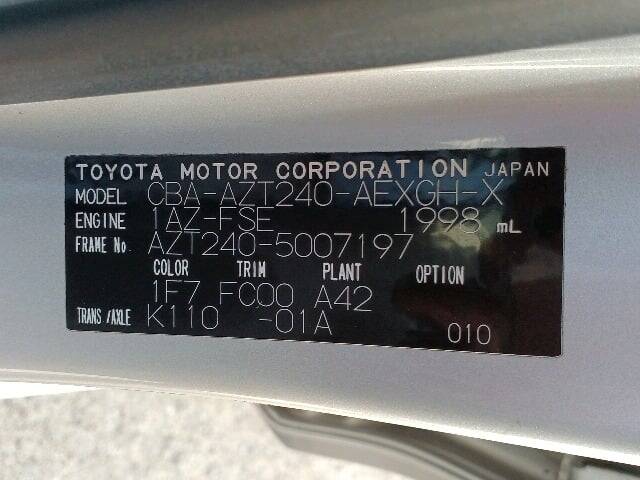 TOYOTA MOTOR CORPORATION JAPAN
MODEL CBA-AZT240-AEXGH-X
ENGINE 1AZ-FSE 1998 mL
FRAME No. AZT240-5007197
COLOR TRIM PLANT OPTION
1F7 FC00 A42
TRANS/AXLE K110 -01A 010